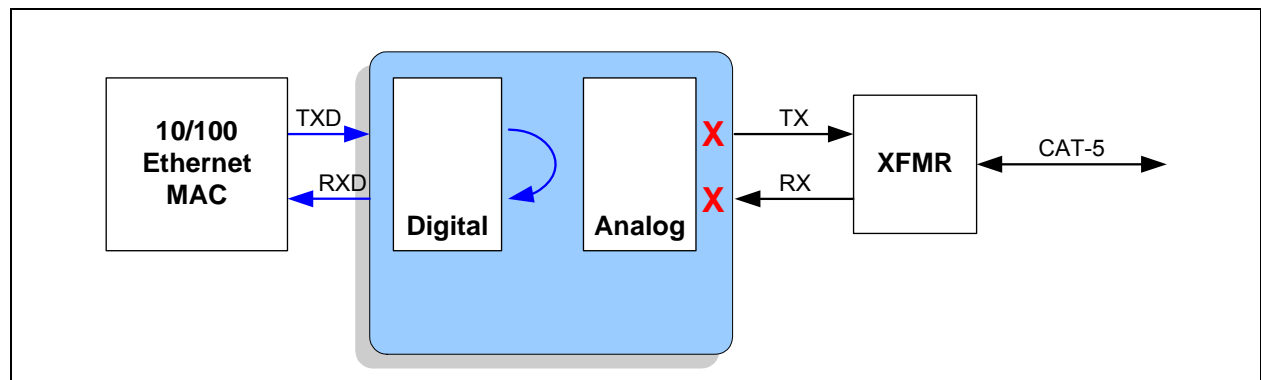 10/100
Ethernet
MAC
TXD
RXD
Digital
Analog
X
X
TX
RX
XFMR
CAT-5